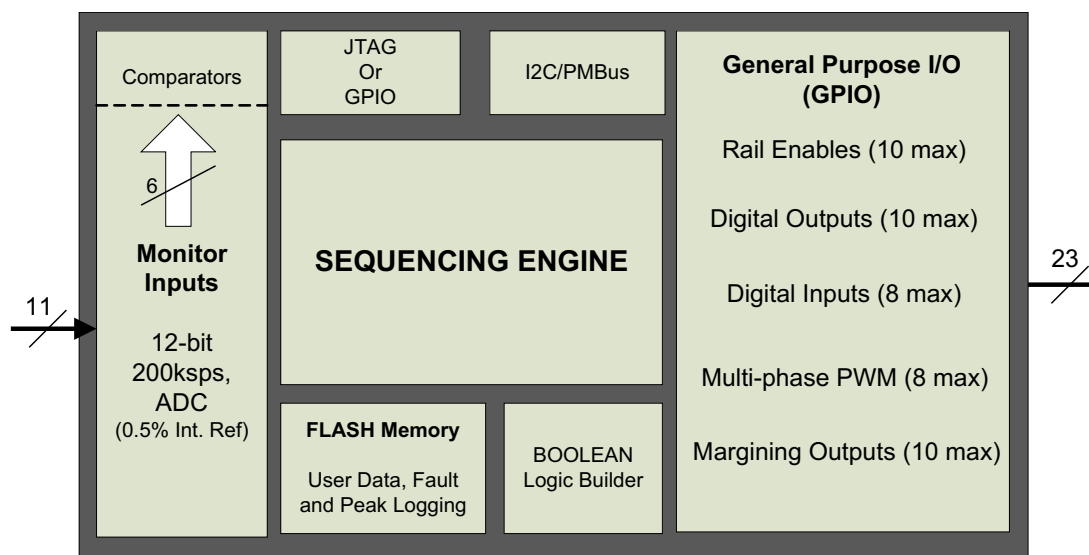 11
Comparators
6
Monitor
Inputs
12-bit
200ksps,
ADC
(0.5% Int. Ref)
JTAG
Or
GPIO
I2C/PMBus
SEQUENCING ENGINE
FLASH Memory
User Data, Fault
and Peak Logging
BOOLEAN
Logic Builder
General Purpose I/O
(GPIO)
Rail Enables (10 max)
Digital Outputs (10 max)
Digital Inputs (8 max)
Multi-phase PWM (8 max)
Margining Outputs (10 max)
23